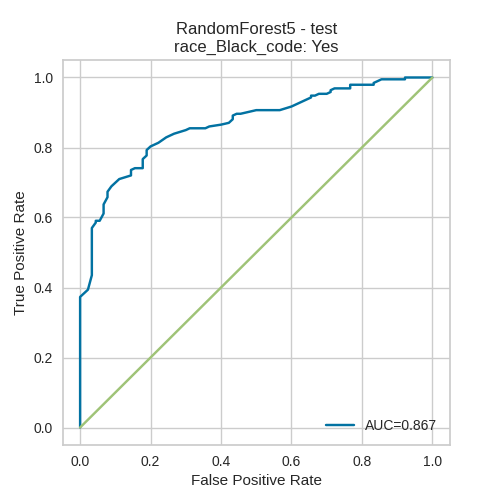 RandomForest5 - test
race_Black_code: Yes
1.0
0.8
0.6
0.4
0.2
0.0
True Positive Rate
AUC=0.867
0.0 0.2 0.4 0.6 0.8 1.0
False Positive Rate